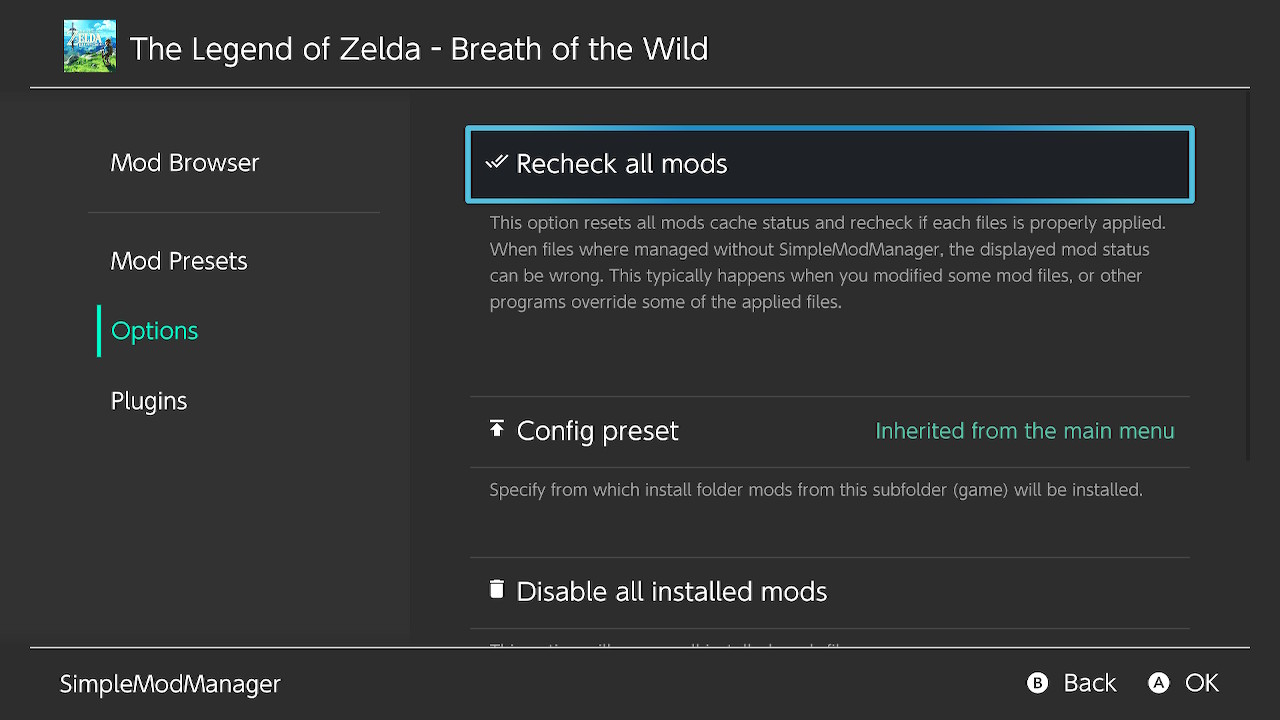 The Legend of Zelda - Breath of the Wild
Mod Browser
Mod Presets
Options
Plugins
Recheck all mods
This option resets all mods cache status and recheck if each files is properly applied.
When files where managed without SimpleModManager, the displayed mod status
can be wrong. This typically happens when you modified some mod files, or other
programs override some of the applied files.
Config preset
Inherited from the main menu
Specify from which install folder mods from this subfolder (game) will be installed.
Disable all installed mods
SimpleModManager
B Back
A OK